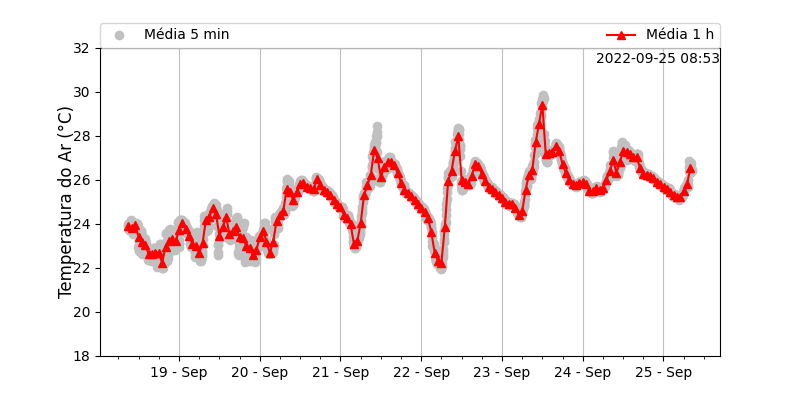 Média 5 min
Média 1 h
2022-09-25 08:53
Temperatura do Ar (°C)
32
30
28
26
24
22
20
18
19 - Sep
20 - Sep
21 - Sep
22 - Sep
23 - Sep
24 - Sep
25 - Sep